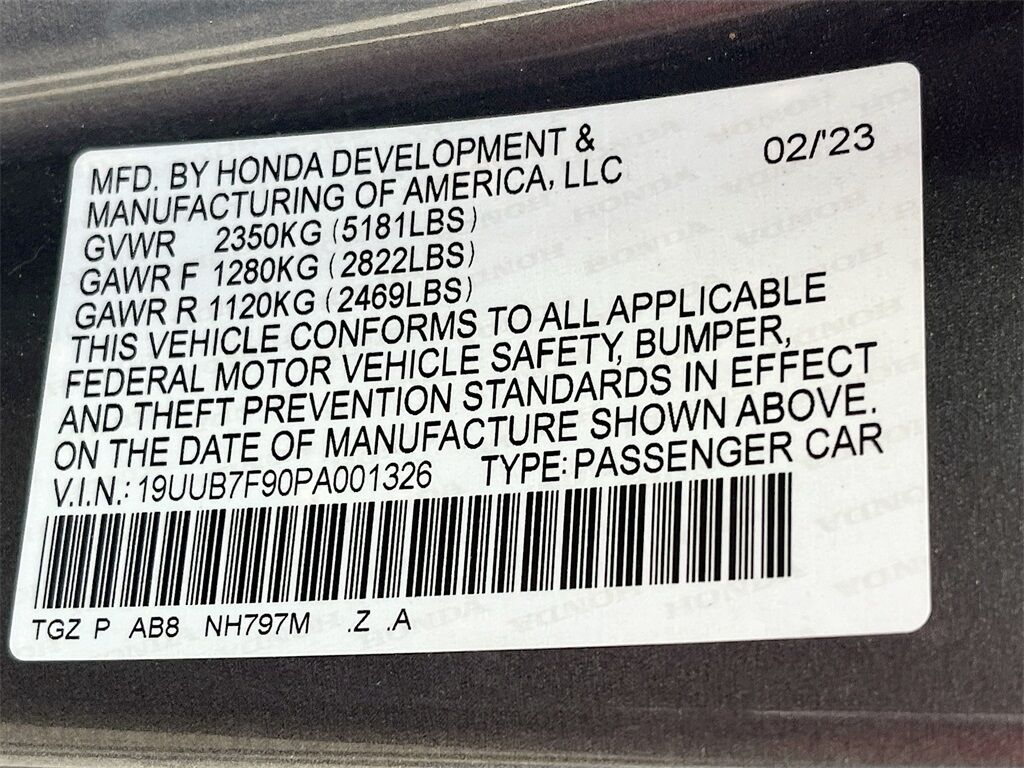 MFD. BY HONDA DEVELOPMENT & 02/'23
MANUFACTURING OF AMERICA, LLC
GVWR 2350KG (5181LBS)
GAWR F 1280KG (2822LBS)
GAWR R 1120KG (2469LBS)
THIS VEHICLE CONFORMS TO ALL APPLICABLE
FEDERAL MOTOR VEHICLE SAFETY, BUMPER,
AND THEFT PREVENTION STANDARDS IN EFFECT
ON THE DATE OF MANUFACTURE SHOWN ABOVE.
V.I.N.: 19UUB7F90PA001326 TYPE: PASSENGER CAR
TGZ P AB8 NH797M .Z .A